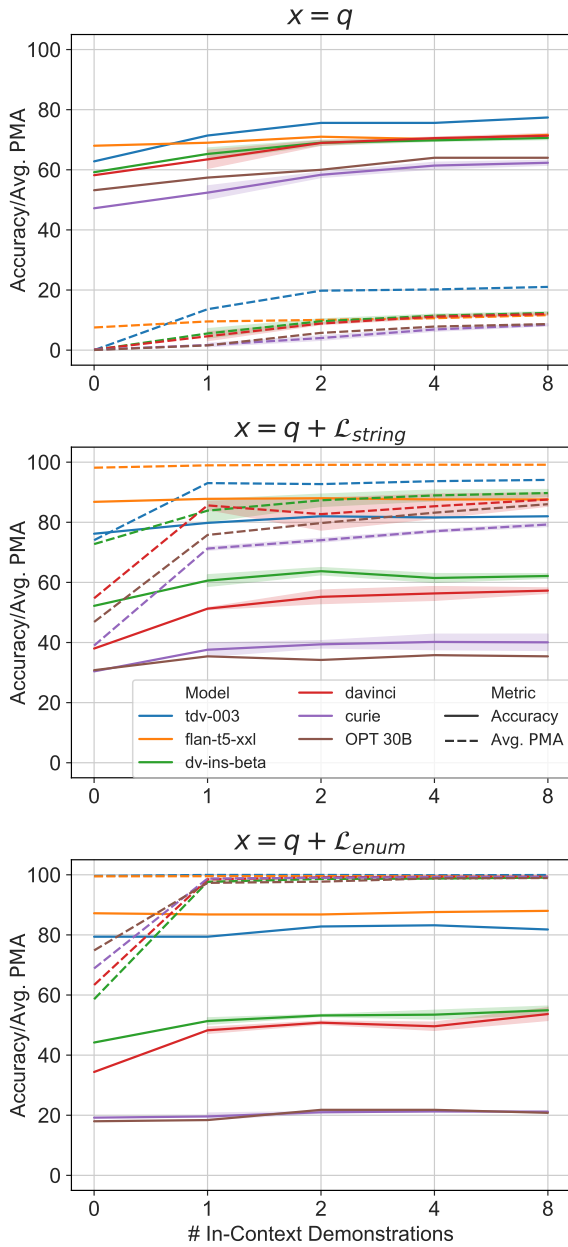 x = q
Accuracy/Avg. PMA
100
80
60
40
20
0
0 1 2 4 8
x = q + ℒstring
Accuracy/Avg. PMA
100
80
60
40
20
0
Model davinci Metric
tdv-003 curie Accuracy
flan-t5-xxl OPT 30B Avg. PMA
dv-ins-beta
0 1 2 4 8
x = q + ℒenum
Accuracy/Avg. PMA
100
80
60
40
20
0
0 1 2 4 8
# In-Context Demonstrations